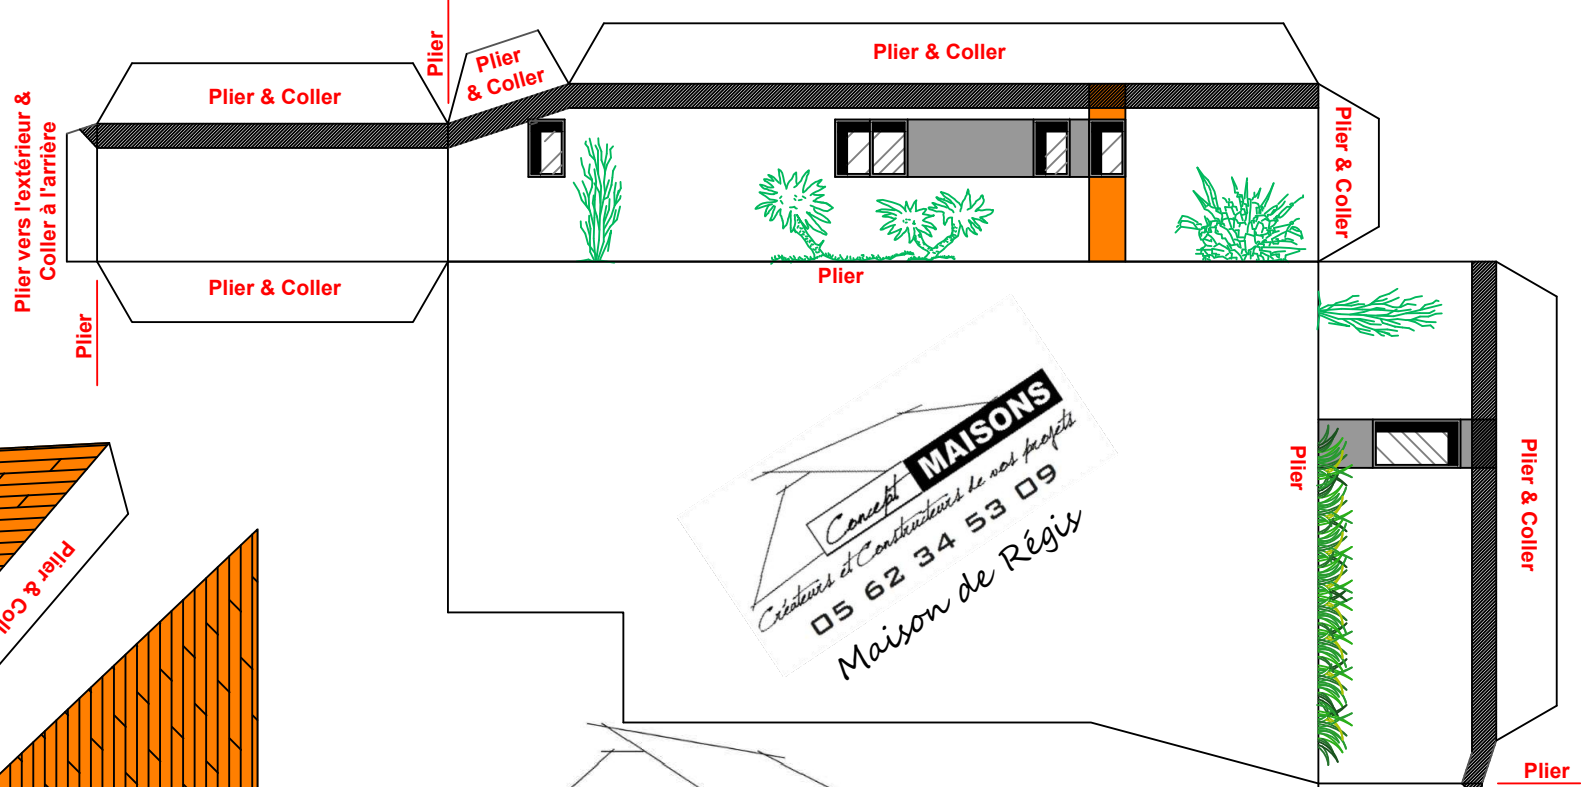 Plier
Plier & Coller
Plier
& Coller
Plier & Coller
Plier vers l'extérieur &
Coller à l'arrière
Plier & Coller
Plier & Coller
Plier
Plier
Concept MAISONS
Créateurs et Constructeurs de vos projets
05 62 34 53 09
Maison de Régis
Plier
Plier & Coller
Plier & Coll
Plier